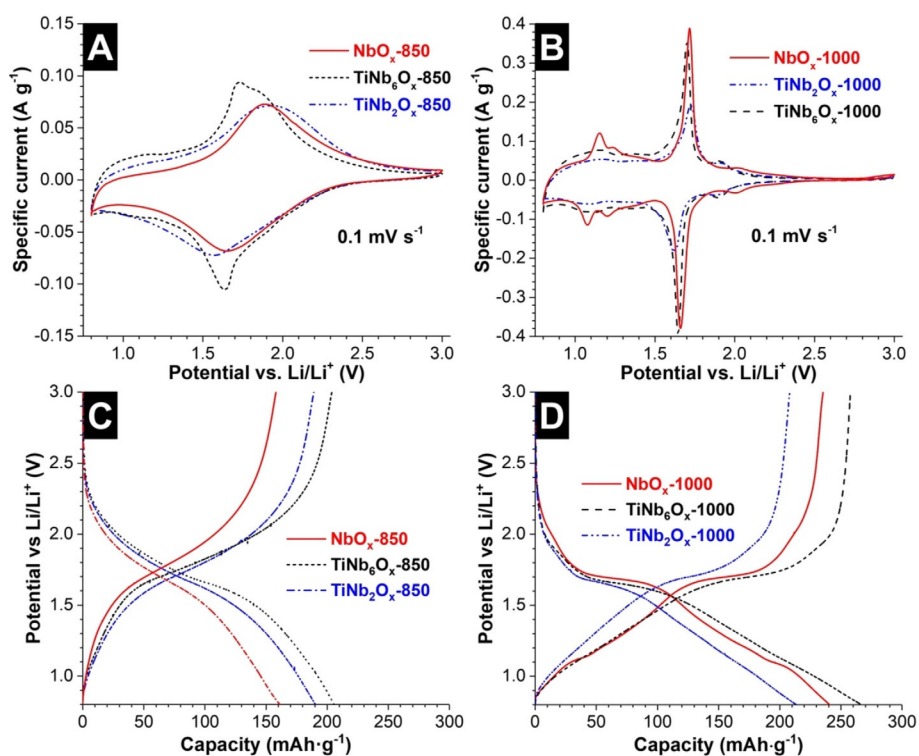 A
NbOₓ-850
TiNb₆Oₓ-850
TiNb₂Oₓ-850
0.1 mV s⁻¹
Specific current (A g⁻¹)
0.15
0.10
0.05
0.00
-0.05
-0.10
-0.15
1.0 1.5 2.0 2.5 3.0
Potential vs. Li/Li⁺ (V)
B
NbOₓ-1000
TiNb₂Oₓ-1000
TiNb₆Oₓ-1000
0.1 mV s⁻¹
Specific current (A g⁻¹)
0.4
0.3
0.2
0.1
0.0
-0.1
-0.2
-0.3
-0.4
1.0 1.5 2.0 2.5 3.0
Potential vs. Li/Li⁺ (V)
C
NbOₓ-850
TiNb₆Oₓ-850
TiNb₂Oₓ-850
Potential vs Li/Li⁺ (V)
3.0
2.5
2.0
1.5
1.0
0 50 100 150 200 250 300
Capacity (mAh·g⁻¹)
D
NbOₓ-1000
TiNb₆Oₓ-1000
TiNb₂Oₓ-1000
Potential vs Li/Li⁺ (V)
3.0
2.5
2.0
1.5
1.0
0 50 100 150 200 250 300
Capacity (mAh·g⁻¹)